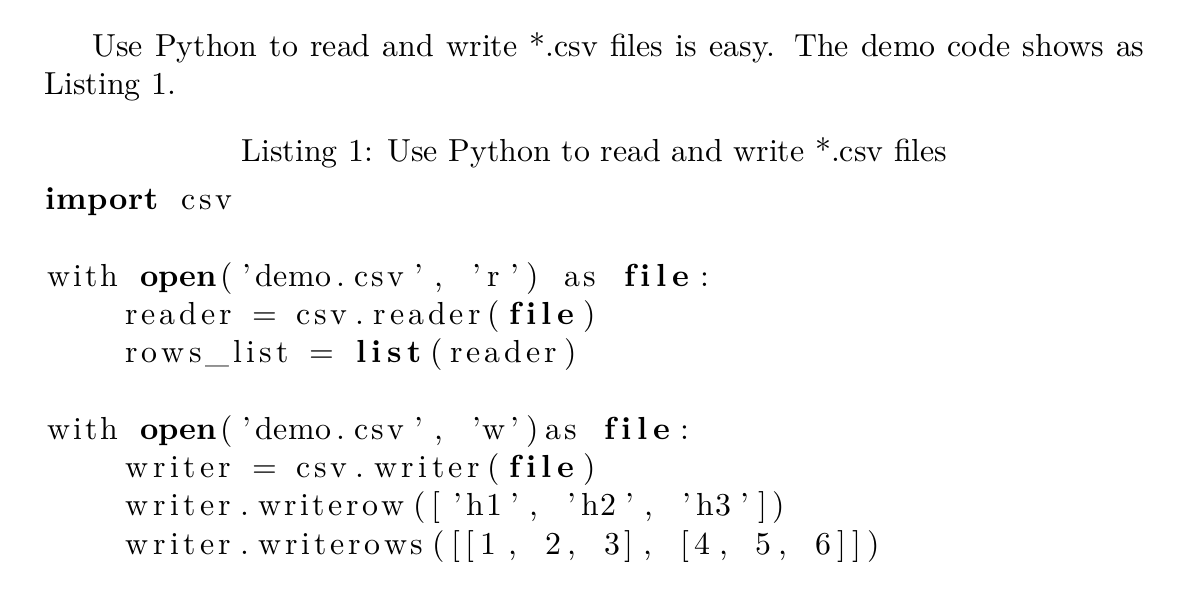 Use Python to read and write *.csv files is easy. The demo code shows as
Listing 1.
Listing 1: Use Python to read and write *.csv files
import csv
with open('demo.csv', 'r') as file:
    reader = csv.reader(file)
    rows_list = list(reader)
with open('demo.csv', 'w')as file:
    writer = csv.writer(file)
    writer.writerow(['h1', 'h2', 'h3'])
    writer.writerows([[1, 2, 3], [4, 5, 6]])